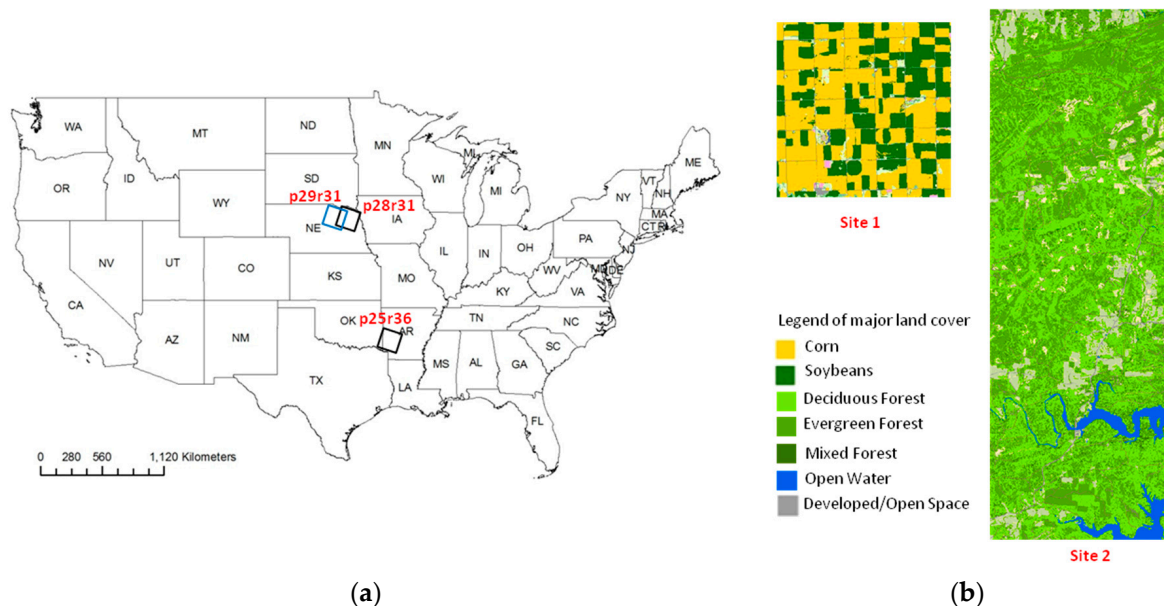 WA
MT
ND
MN
ME
OR
ID
SD
WI
MI
MI
NY
VT
NH
MA
CT RI
WY
p29r31
p28r31
NE
IA
PA
NJ
NV
UT
CO
IL
IN
OH
MD
DE
KS
MO
WV
VA
KY
CA
OK
p25r36
AR
TN
NC
AZ
NM
SC
MS
AL
GA
TX
LA
FL
0 280 560 1,120 Kilometers
(a)
Site 1
Legend of major land cover
Corn
Soybeans
Deciduous Forest
Evergreen Forest
Mixed Forest
Open Water
Developed/Open Space
Site 2
(b)